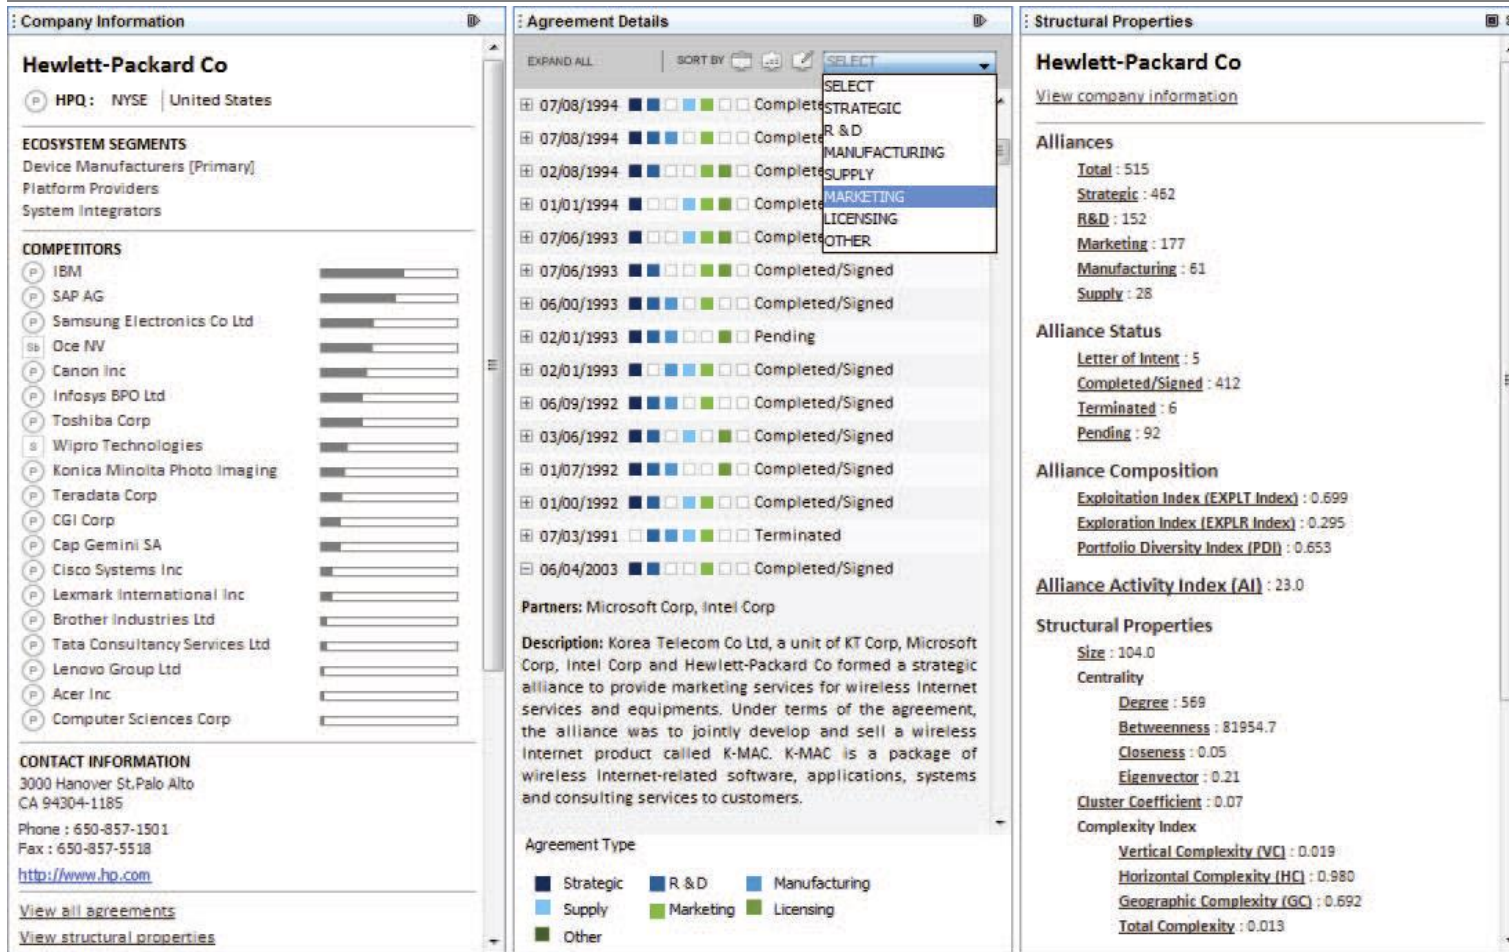 Company Information
Hewlett-Packard Co
P HPQ : NYSE | United States
ECOSYSTEM SEGMENTS
Device Manufacturers [Primary]
Platform Providers
System Integrators
COMPETITORS
P IBM
P SAP AG
P Samsung Electronics Co Ltd
Sb Oce NV
P Canon Inc
P Infosys BPO Ltd
P Toshiba Corp
S Wipro Technologies
P Konica Minolta Photo Imaging
P Teradata Corp
P CGI Corp
P Cap Gemini SA
P Cisco Systems Inc
P Lexmark International Inc
P Brother Industries Ltd
P Tata Consultancy Services Ltd
P Lenovo Group Ltd
P Acer Inc
P Computer Sciences Corp
CONTACT INFORMATION
3000 Hanover St.Palo Alto
CA 94304-1185
Phone : 650-857-1501
Fax : 650-857-5518
http://www.hp.com
View all agreements
View structural properties
Agreement Details
EXPAND ALL | SORT BY SELECT
SELECT
STRATEGIC
R & D
MANUFACTURING
SUPPLY
MARKETING
LICENSING
OTHER
07/08/1994 Complete
07/08/1994 Complete
02/08/1994 Complete
01/01/1994 Complete
07/06/1993 Complete
07/06/1993 Completed/Signed
06/00/1993 Completed/Signed
02/01/1993 Pending
02/01/1993 Completed/Signed
06/09/1992 Completed/Signed
03/06/1992 Completed/Signed
01/07/1992 Completed/Signed
01/00/1992 Completed/Signed
07/03/1991 Terminated
06/04/2003 Completed/Signed
Partners: Microsoft Corp, Intel Corp
Description: Korea Telecom Co Ltd, a unit of KT Corp, Microsoft
Corp, Intel Corp and Hewlett-Packard Co formed a strategic
alliance to provide marketing services for wireless Internet
services and equipments. Under terms of the agreement,
the alliance was to jointly develop and sell a wireless
Internet product called K-MAC. K-MAC is a package of
wireless Internet-related software, applications, systems
and consulting services to customers.
Agreement Type
Strategic R & D Manufacturing
Supply Marketing Licensing
Other
Structural Properties
Hewlett-Packard Co
View company information
Alliances
Total : 515
Strategic : 462
R&D : 152
Marketing : 177
Manufacturing : 61
Supply : 28
Alliance Status
Letter of Intent : 5
Completed/Signed : 412
Terminated : 6
Pending : 92
Alliance Composition
Exploitation Index (EXPLT Index) : 0.699
Exploration Index (EXPLR Index) : 0.295
Portfolio Diversity Index (PDI) : 0.653
Alliance Activity Index (AI) : 23.0
Structural Properties
Size : 104.0
Centrality
Degree : 569
Betweenness : 81954.7
Closeness : 0.05
Eigenvector : 0.21
Cluster Coefficient : 0.07
Complexity Index
Vertical Complexity (VC) : 0.019
Horizontal Complexity (HC) : 0.980
Geographic Complexity (GC) : 0.692
Total Complexity : 0.013